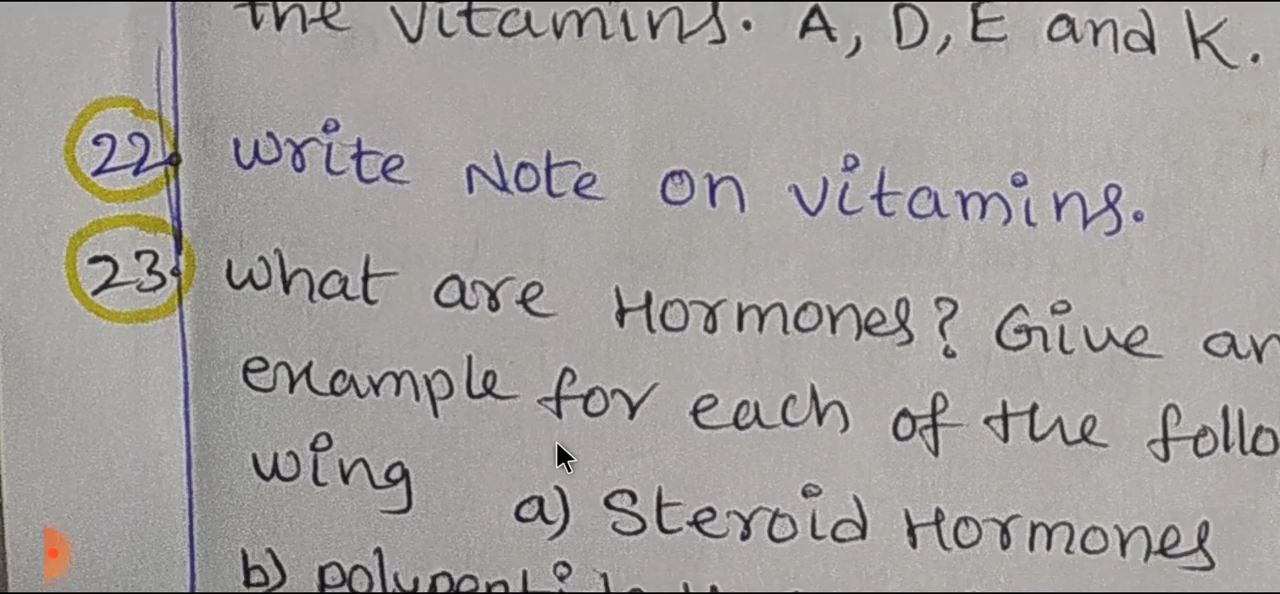 the vitamins. A, D, E and K.
22. write Note on vitamins.
23. what are Hormones? Give an
example for each of the follo
wing a) Steroid Hormones
b)